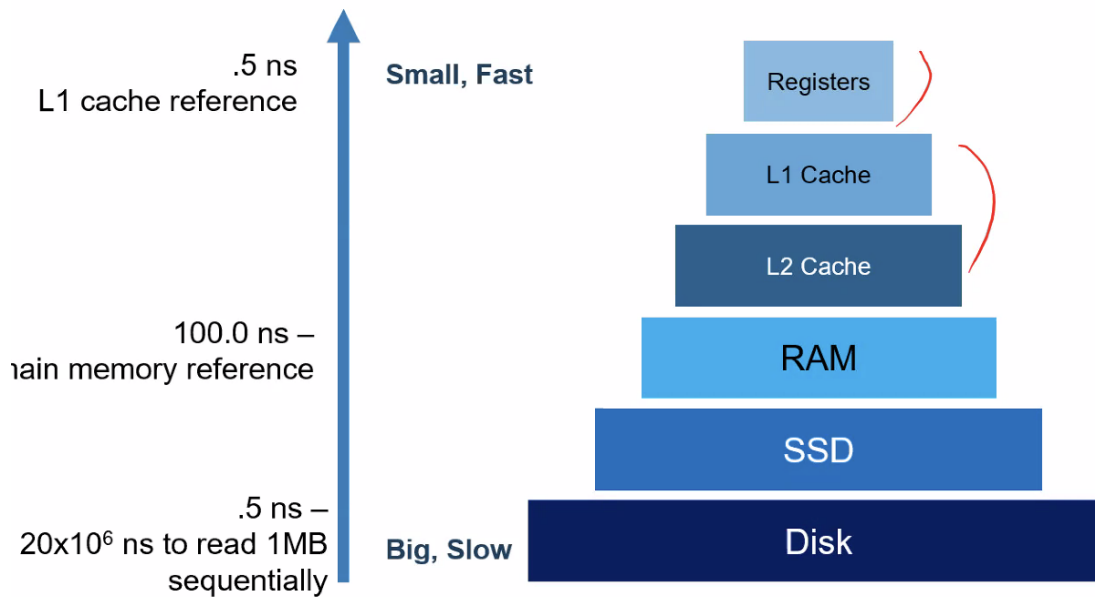 .5 ns
L1 cache reference
100.0 ns –
memory reference
.5 ns –
20x10⁶ ns to read 1MB
sequentially
Small, Fast
Big, Slow
Registers
L1 Cache
L2 Cache
RAM
SSD
Disk